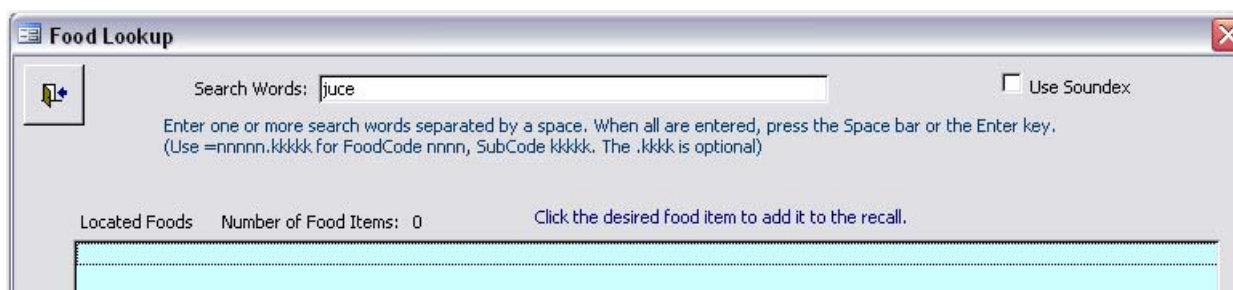 Food Lookup
Search Words: juce
Use Soundex
Enter one or more search words separated by a space. When all are entered, press the Space bar or the Enter key.
(Use =nnnnn.kkkkk for FoodCode nnnn, SubCode kkkkk. The .kkkk is optional)
Located Foods Number of Food Items: 0 Click the desired food item to add it to the recall.